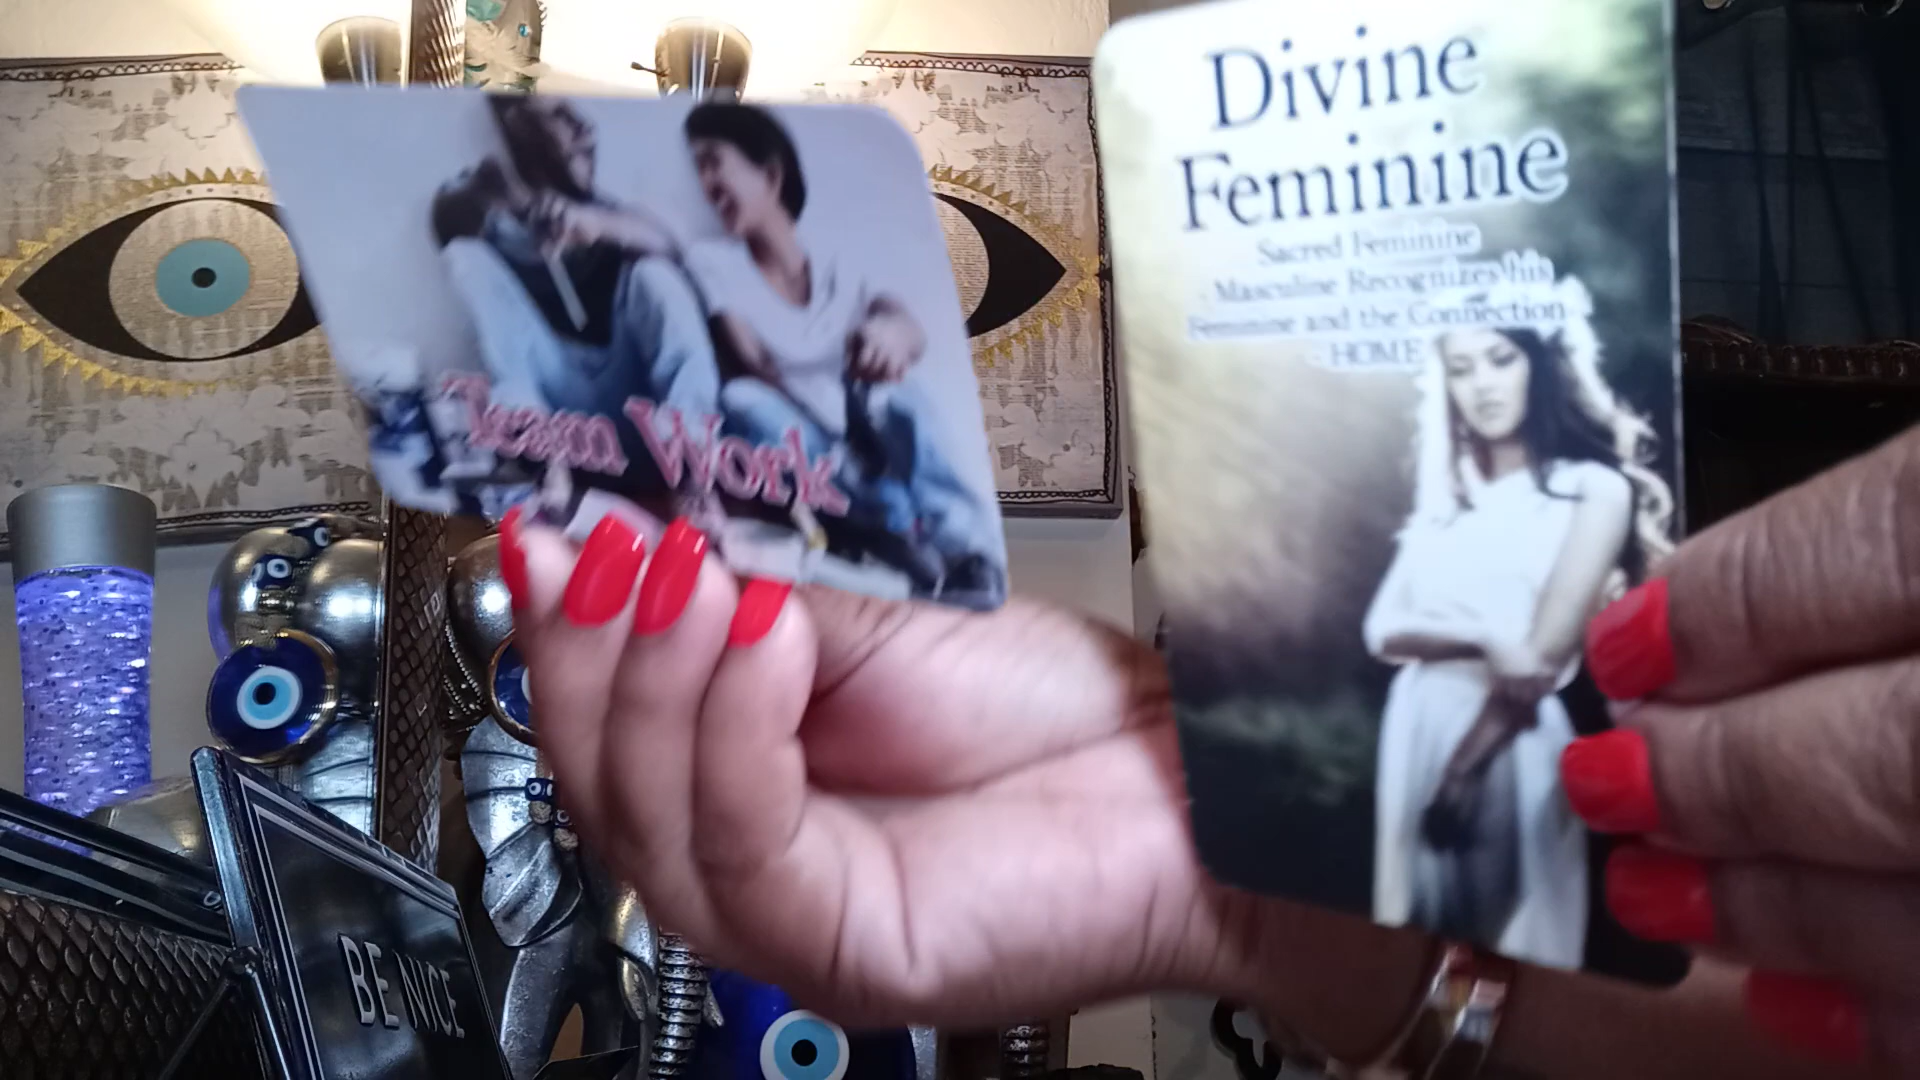 Team Work
Divine
Feminine
Sacred Feminine
- Masculine Recognizes his
Feminine and the Connection
- HOME
BE NICE